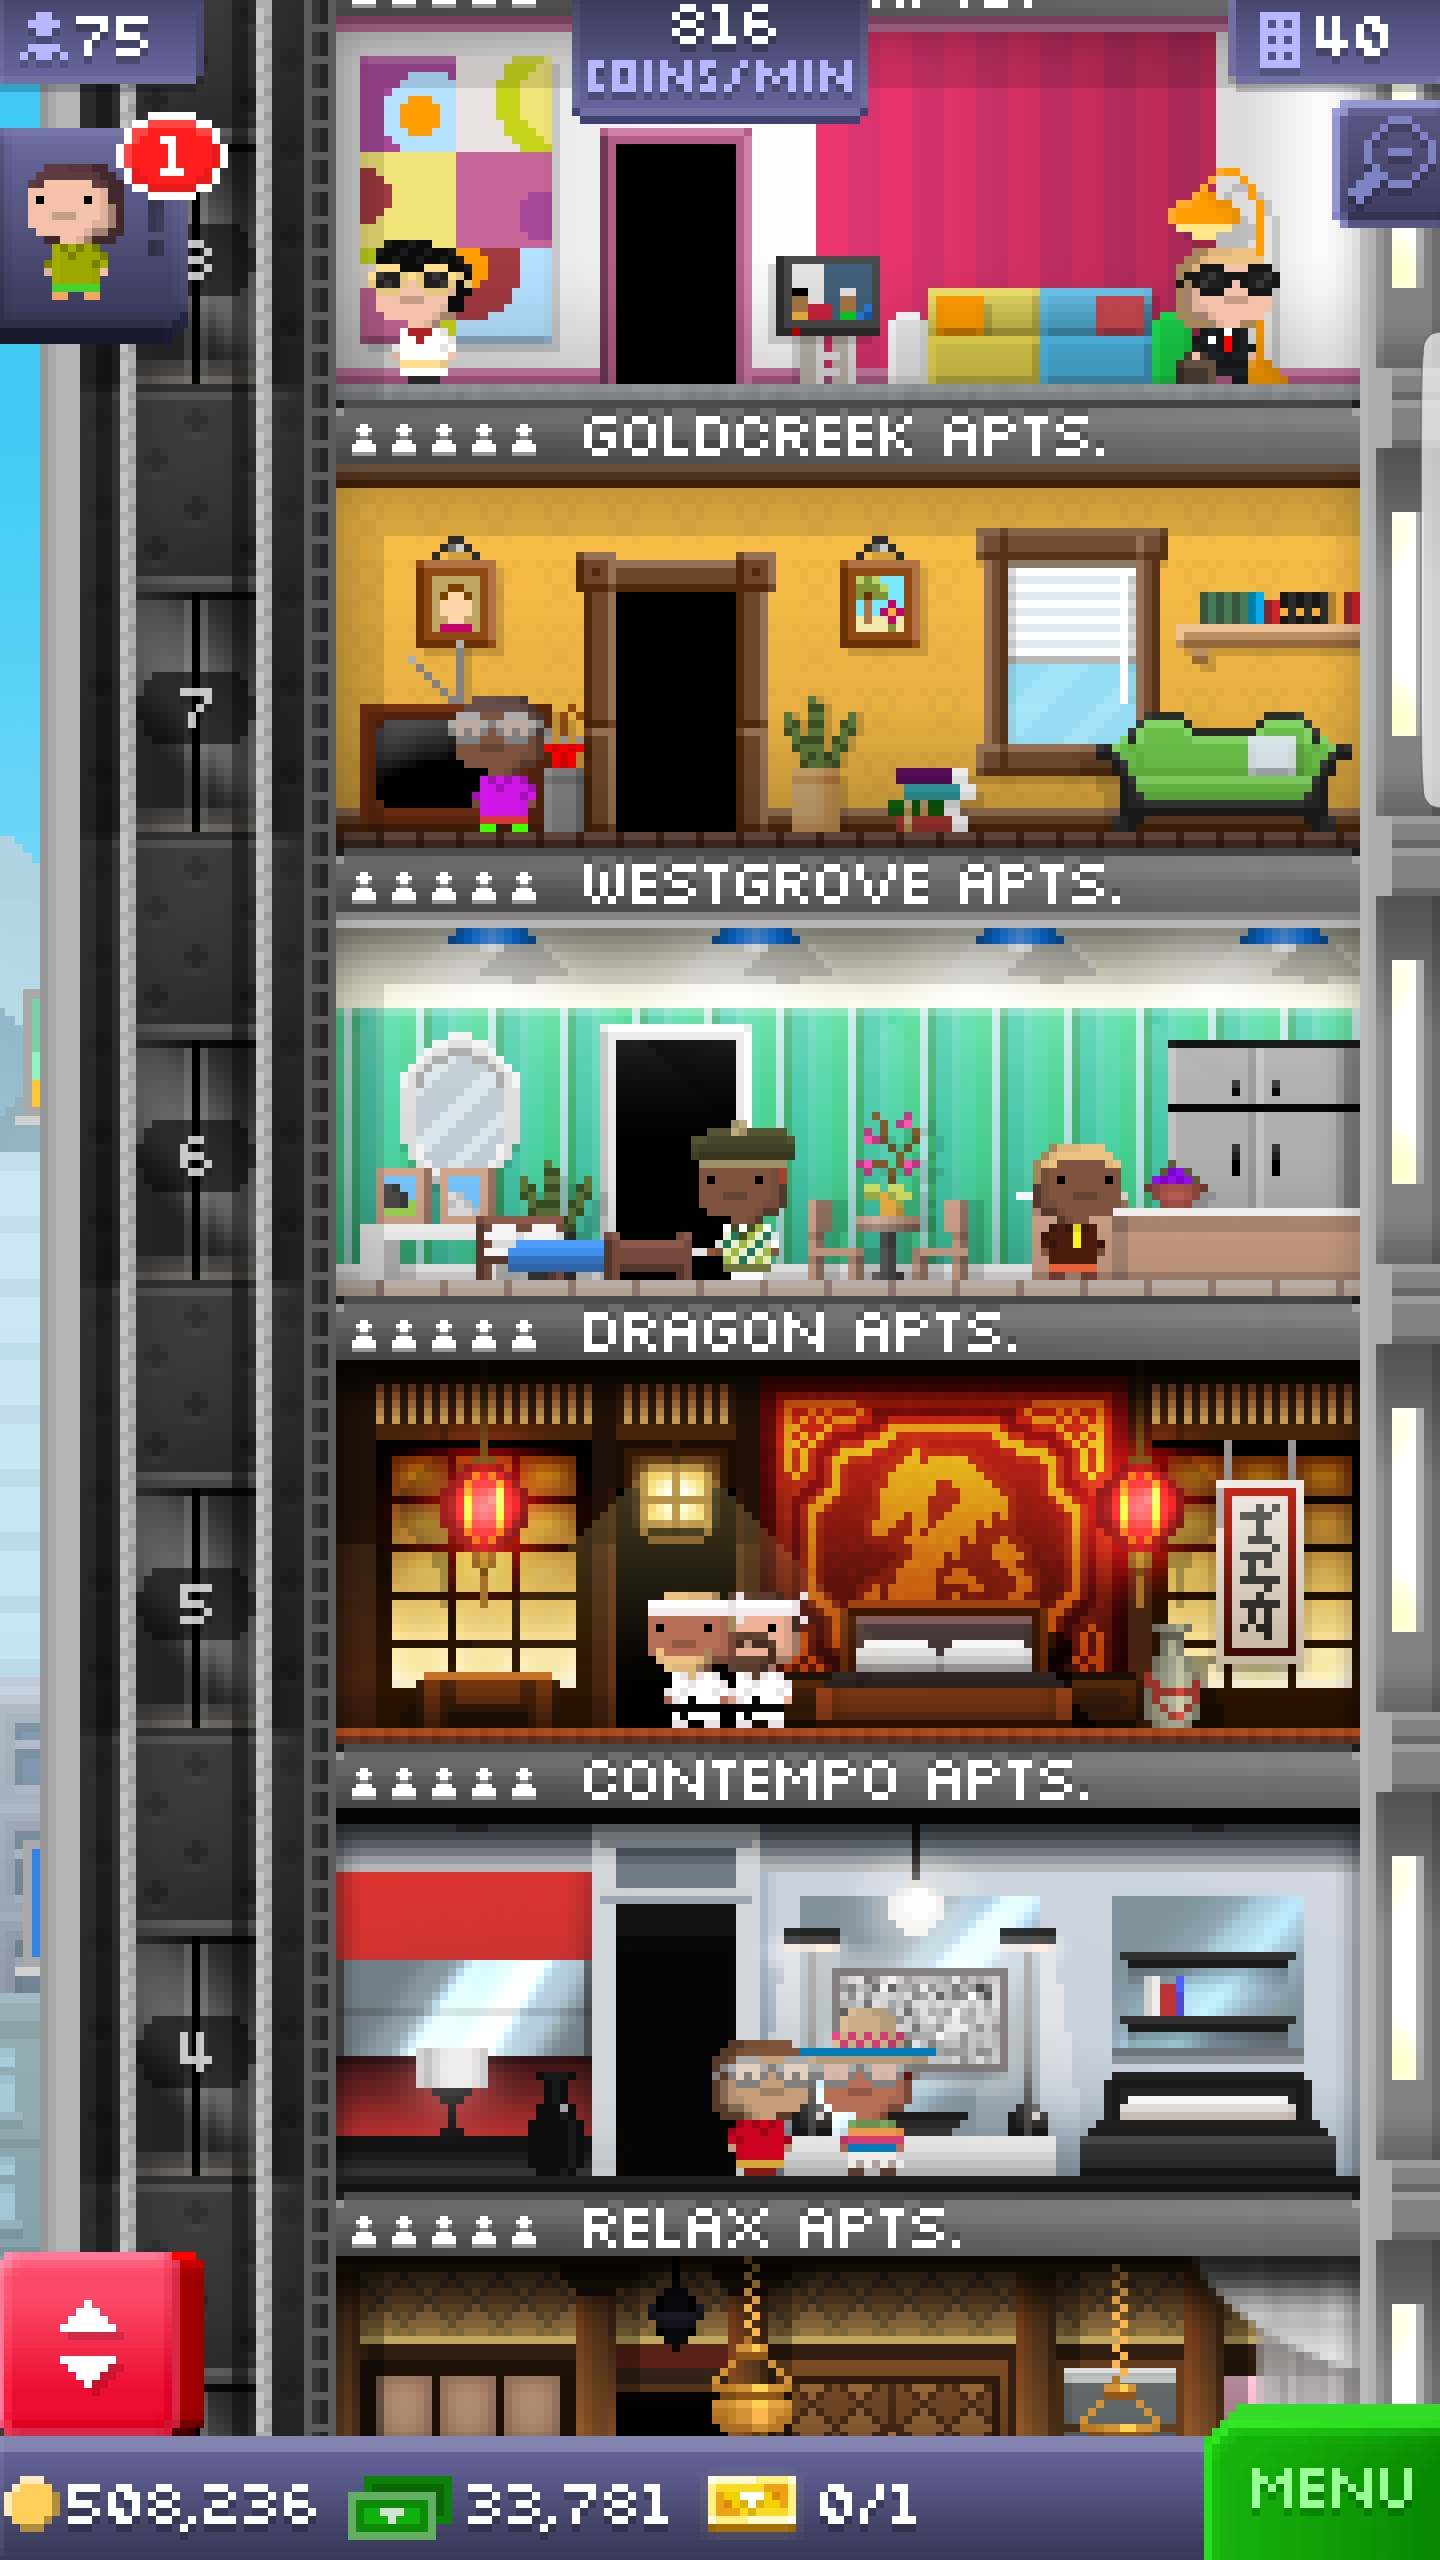 75
816
COINS/MIN
40
1
8
GOLDCREEK APTS.
7
WESTGROVE APTS.
6
DRAGON APTS.
5
CONTEMPO APTS.
4
RELAX APTS.
508,236
33,781
0/1
MENU